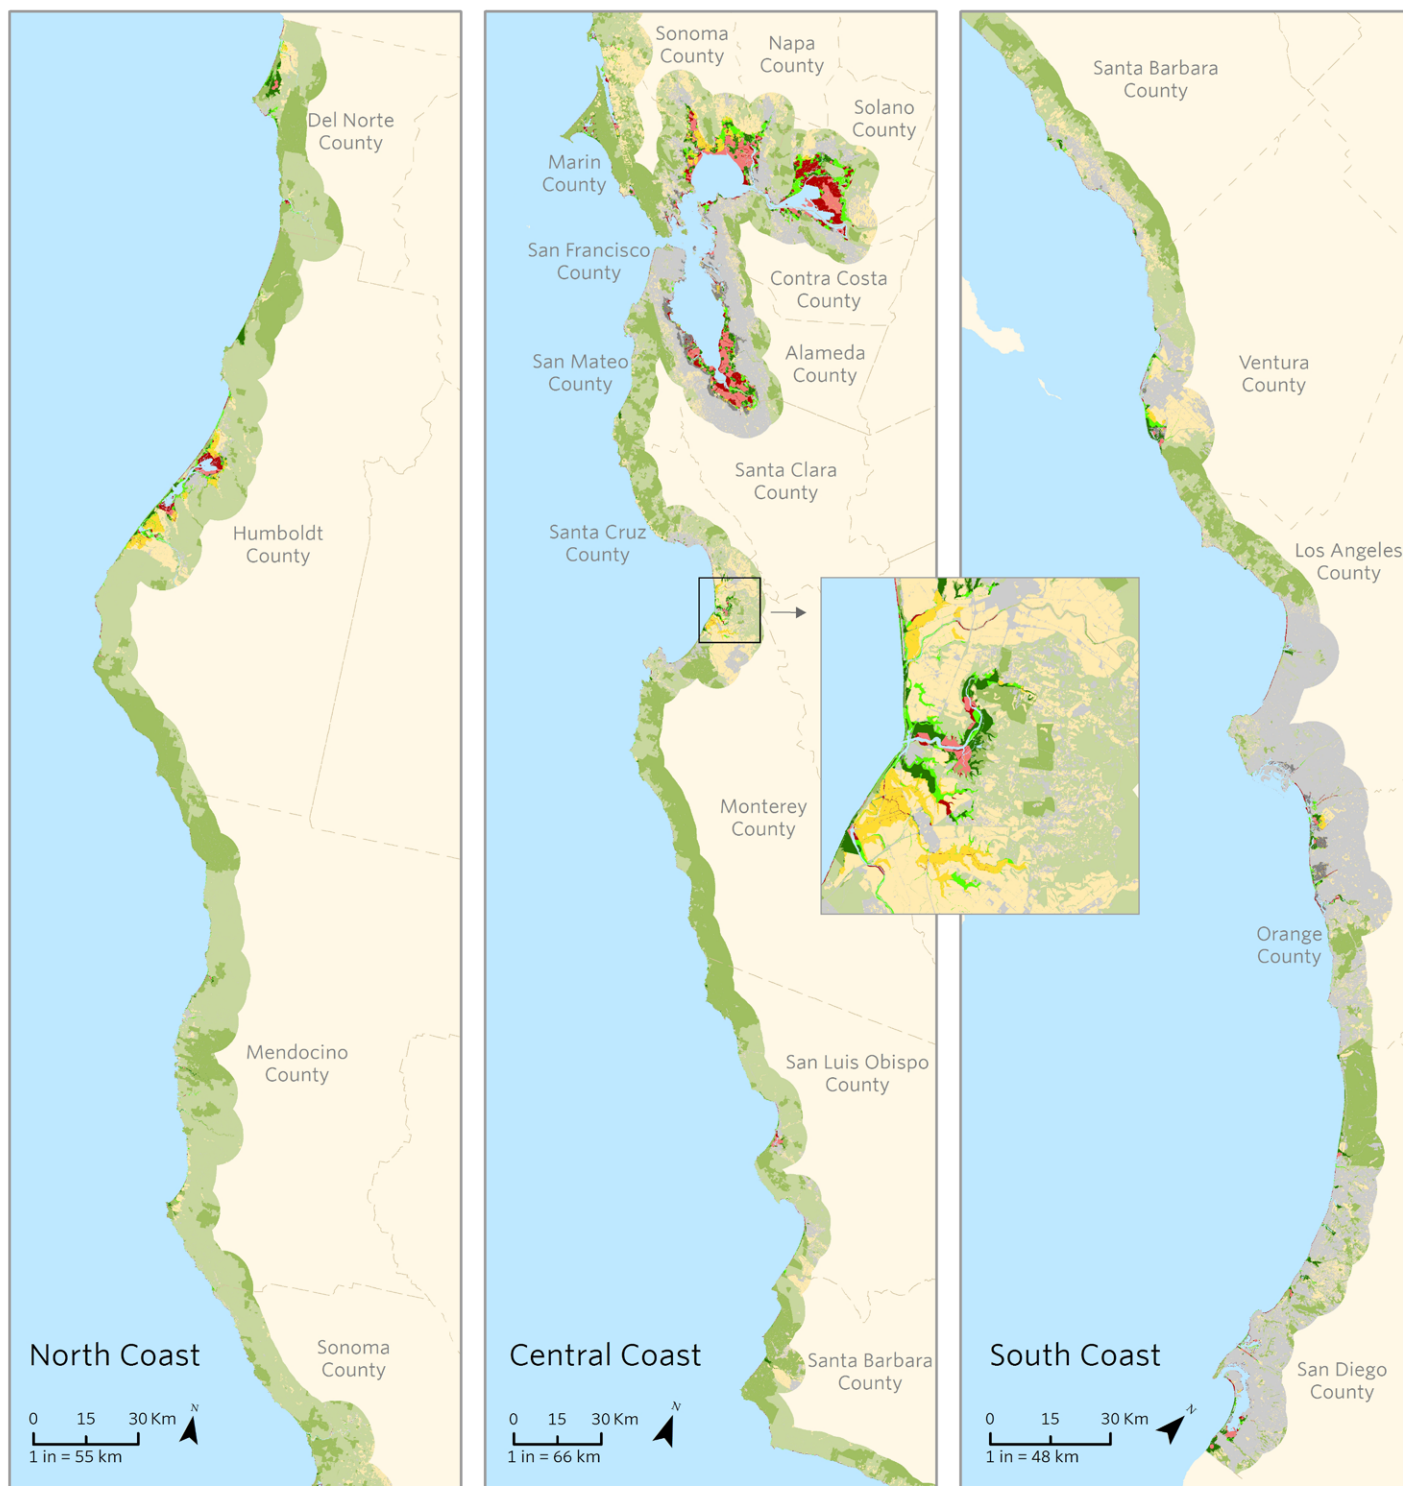 Del Norte
County
Humboldt
County
Mendocino
County
Sonoma
County
North Coast
0 15 30 Km
N
1 in = 55 km
Sonoma
County
Napa
County
Solano
County
Marin
County
San Francisco
County
Contra Costa
County
San Mateo
County
Alameda
County
Santa Clara
County
Santa Cruz
County
Monterey
County
San Luis Obispo
County
Santa Barbara
County
Central Coast
0 15 30 Km
N
1 in = 66 km
Santa Barbara
County
Ventura
County
Los Angeles
County
Orange
County
San Diego
County
South Coast
0 15 30 Km
N
1 in = 48 km